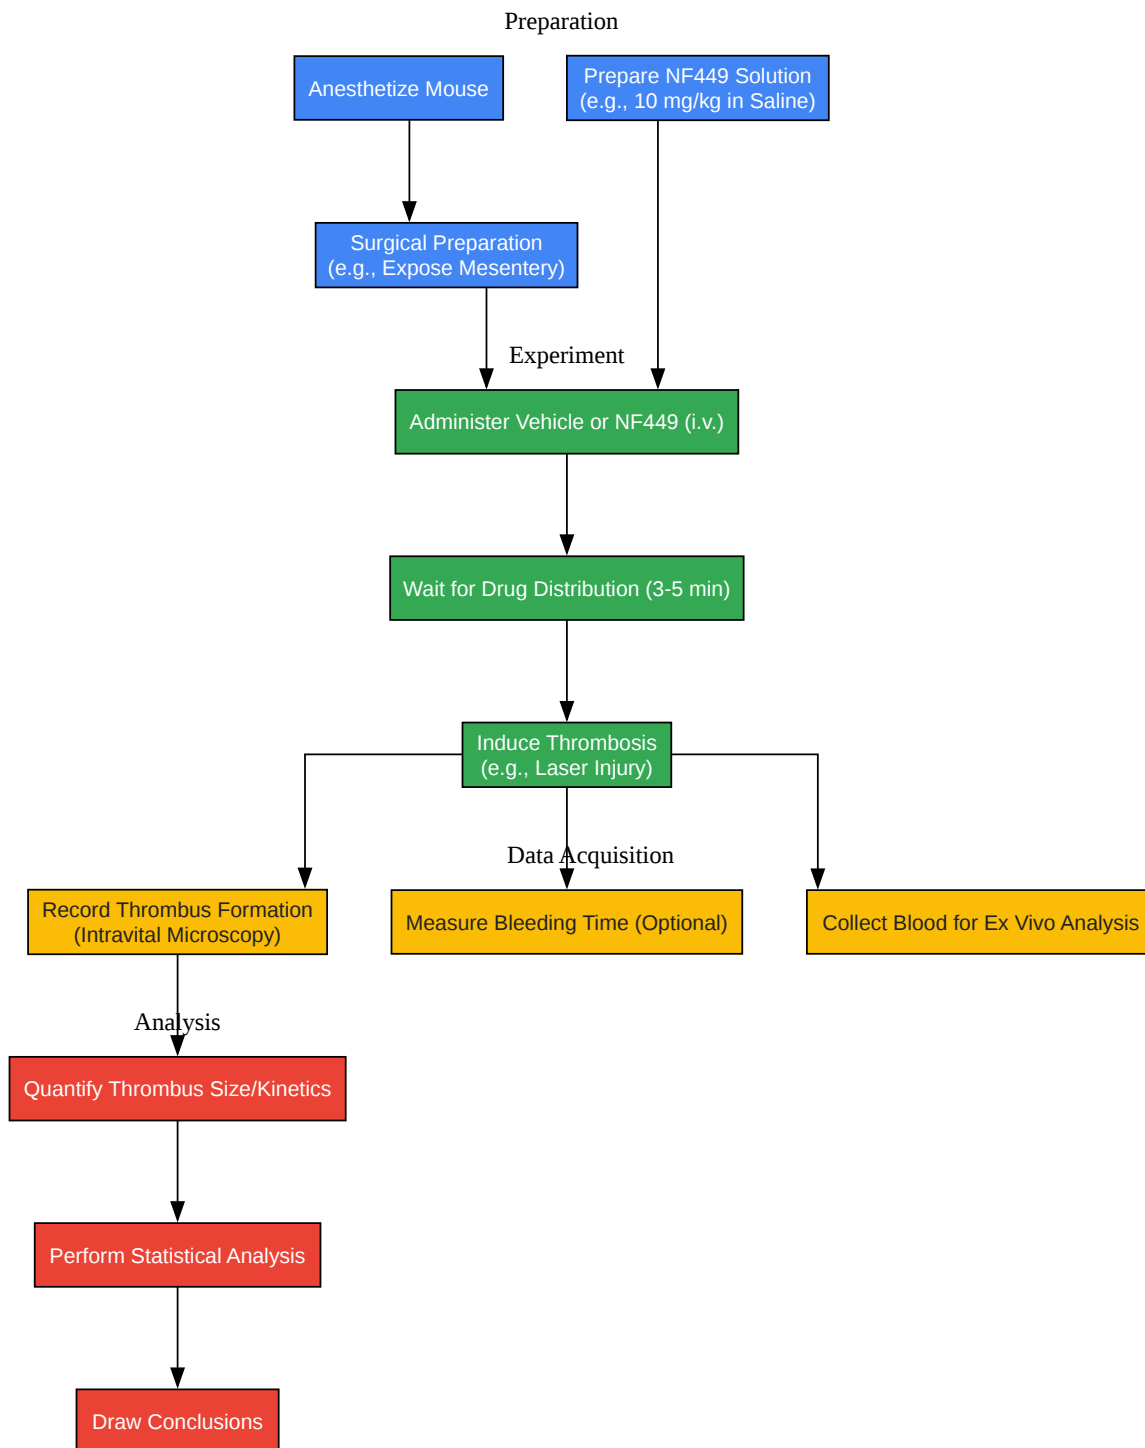 Preparation
Anesthetize Mouse
Prepare NF449 Solution
(e.g., 10 mg/kg in Saline)
Surgical Preparation
(e.g., Expose Mesentery)
Experiment
Administer Vehicle or NF449 (i.v.)
Wait for Drug Distribution (3-5 min)
Induce Thrombosis
(e.g., Laser Injury)
Data Acquisition
Record Thrombus Formation
(Intravital Microscopy)
Measure Bleeding Time (Optional)
Collect Blood for Ex Vivo Analysis
Analysis
Quantify Thrombus Size/Kinetics
Perform Statistical Analysis
Draw Conclusions